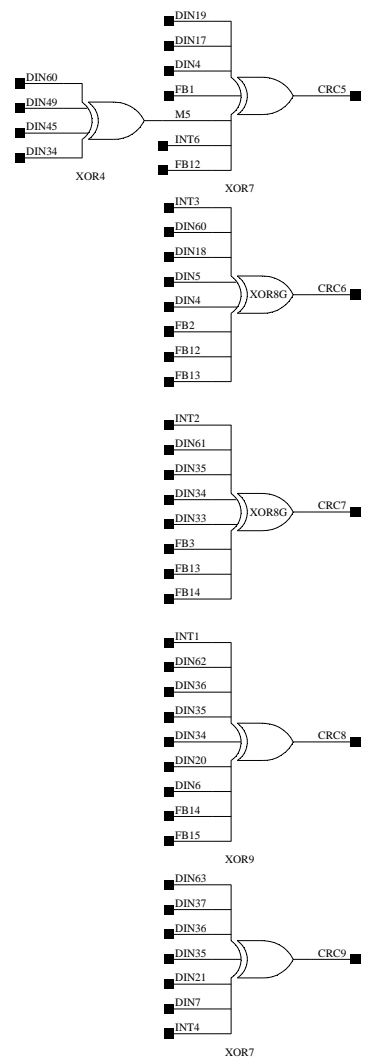 DIN19
DIN17
DIN4
FB1
M5
INT6
FB12
CRC5
XOR7
DIN60
DIN49
DIN45
DIN34
XOR4
INT3
DIN60
DIN18
DIN5
DIN4
FB2
FB12
FB13
XOR8G
CRC6
INT2
DIN61
DIN35
DIN34
DIN33
FB3
FB13
FB14
XOR8G
CRC7
INT1
DIN62
DIN36
DIN35
DIN34
DIN20
DIN6
FB14
FB15
CRC8
XOR9
DIN63
DIN37
DIN36
DIN35
DIN21
DIN7
INT4
CRC9
XOR7